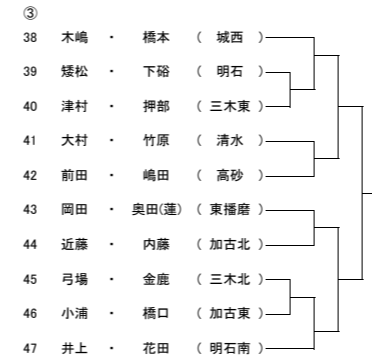 ③
38 木嶋 ・ 橋本 ( 城西 )
39 矮松 ・ 下硲 ( 明石 )
40 津村 ・ 押部 ( 三木東 )
41 大村 ・ 竹原 ( 清水 )
42 前田 ・ 嶋田 ( 高砂 )
43 岡田 ・ 奥田(蓮) ( 東播磨 )
44 近藤 ・ 内藤 ( 加古北 )
45 弓場 ・ 金鹿 ( 三木北 )
46 小浦 ・ 橋口 ( 加古東 )
47 井上 ・ 花田 ( 明石南 )